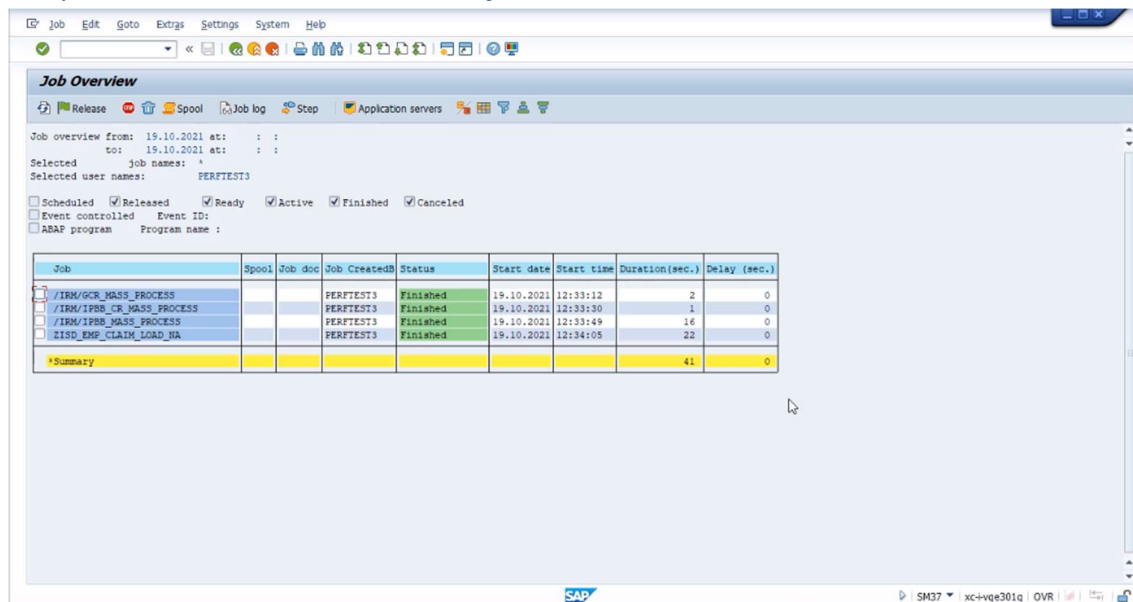 Job Edit Goto Extras Settings System Help
Job Overview
Release Spool Job log Step Application servers
Job overview from: 19.10.2021 at: : :
to: 19.10.2021 at: : :
Selected job names: *
Selected user names: PERFTEST3
Scheduled Released Ready Active Finished Canceled
Event controlled Event ID:
ABAP program Program name :
Job Spool Job doc Job CreatedB Status Start date Start time Duration(sec.) Delay (sec.)
/IRM/GCR_MASS_PROCESS PERFTEST3 Finished 19.10.2021 12:33:12 2 0
/IRM/IPBB_CR_MASS_PROCESS PERFTEST3 Finished 19.10.2021 12:33:30 1 0
/IRM/IPBB_MASS_PROCESS PERFTEST3 Finished 19.10.2021 12:33:49 16 0
ZISD_EMP_CLAIM_LOAD_NA PERFTEST3 Finished 19.10.2021 12:34:05 22 0
*Summary 41 0
SAP SM37 OVR